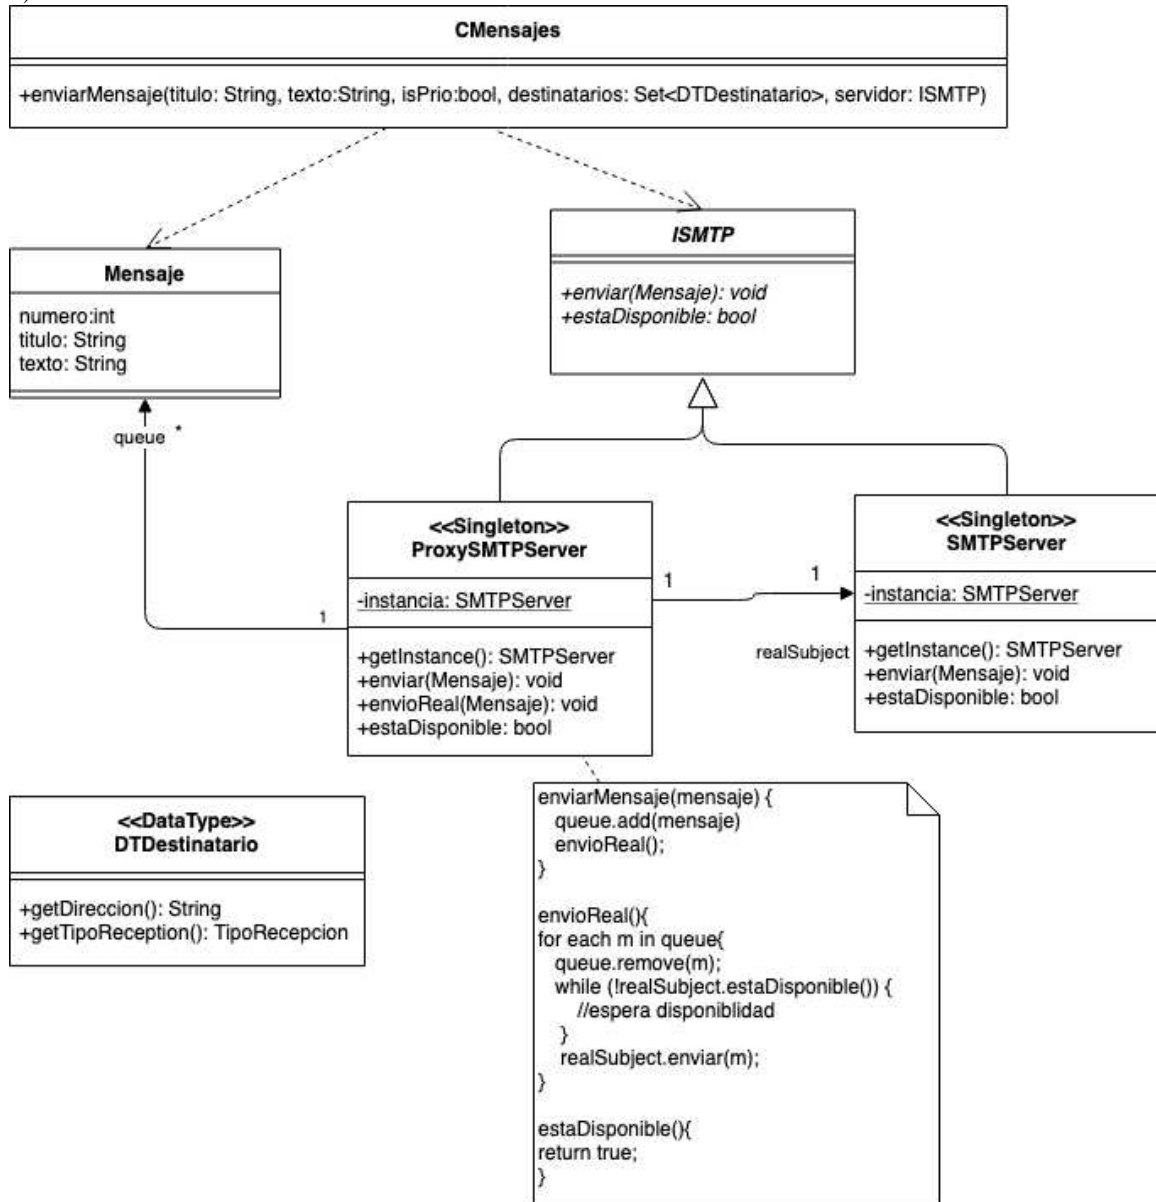 )
CMensajes
+enviarMensaje(titulo: String, texto:String, isPrio:bool, destinatarios: Set<DTDestinatario>, servidor: ISMTP)
Mensaje
numero:int
titulo: String
texto: String
ISMTP
+enviar(Mensaje): void
+estaDisponible: bool
queue *
1
<<Singleton>>
ProxySMTPServer
-instancia: SMTPServer
+getInstance(): SMTPServer
+enviar(Mensaje): void
+envioReal(Mensaje): void
+estaDisponible: bool
1
1
realSubject
<<Singleton>>
SMTPServer
-instancia: SMTPServer
+getInstance(): SMTPServer
+enviar(Mensaje): void
+estaDisponible: bool
<<DataType>>
DTDestinatario
+getDireccion(): String
+getTipoReception(): TipoRecepcion
enviarMensaje(mensaje) {
queue.add(mensaje)
envioReal();
}
envioReal(){
for each m in queue{
queue.remove(m);
while (!realSubject.estaDisponible()) {
//espera disponiblidad
}
realSubject.enviar(m);
}
estaDisponible(){
return true;
}